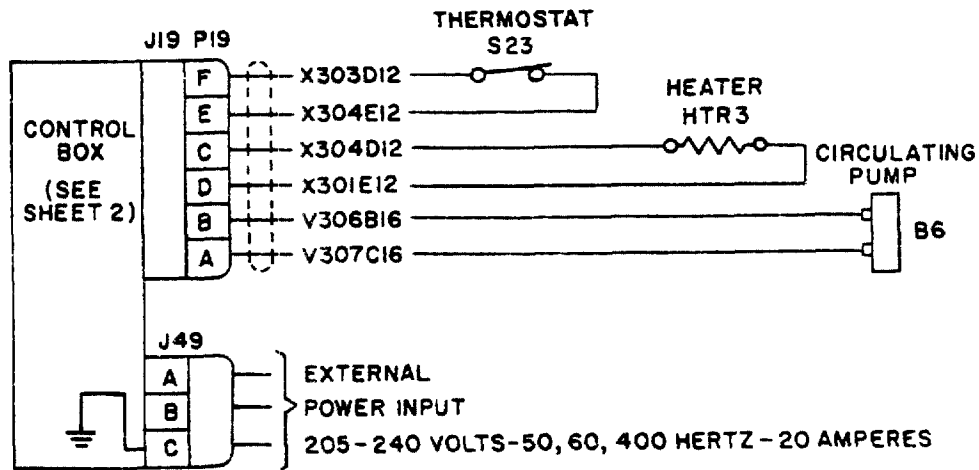 THERMOSTAT
S23
J19 P19
F X303D12
E X304E12
HEATER
HTR3
C X304D12
CIRCULATING
PUMP
D X301E12
B V306B16
B6
A V307C16
CONTROL
BOX
(SEE
SHEET 2)
J49
A EXTERNAL
B POWER INPUT
C 205-240 VOLTS-50, 60, 400 HERTZ-20 AMPERES